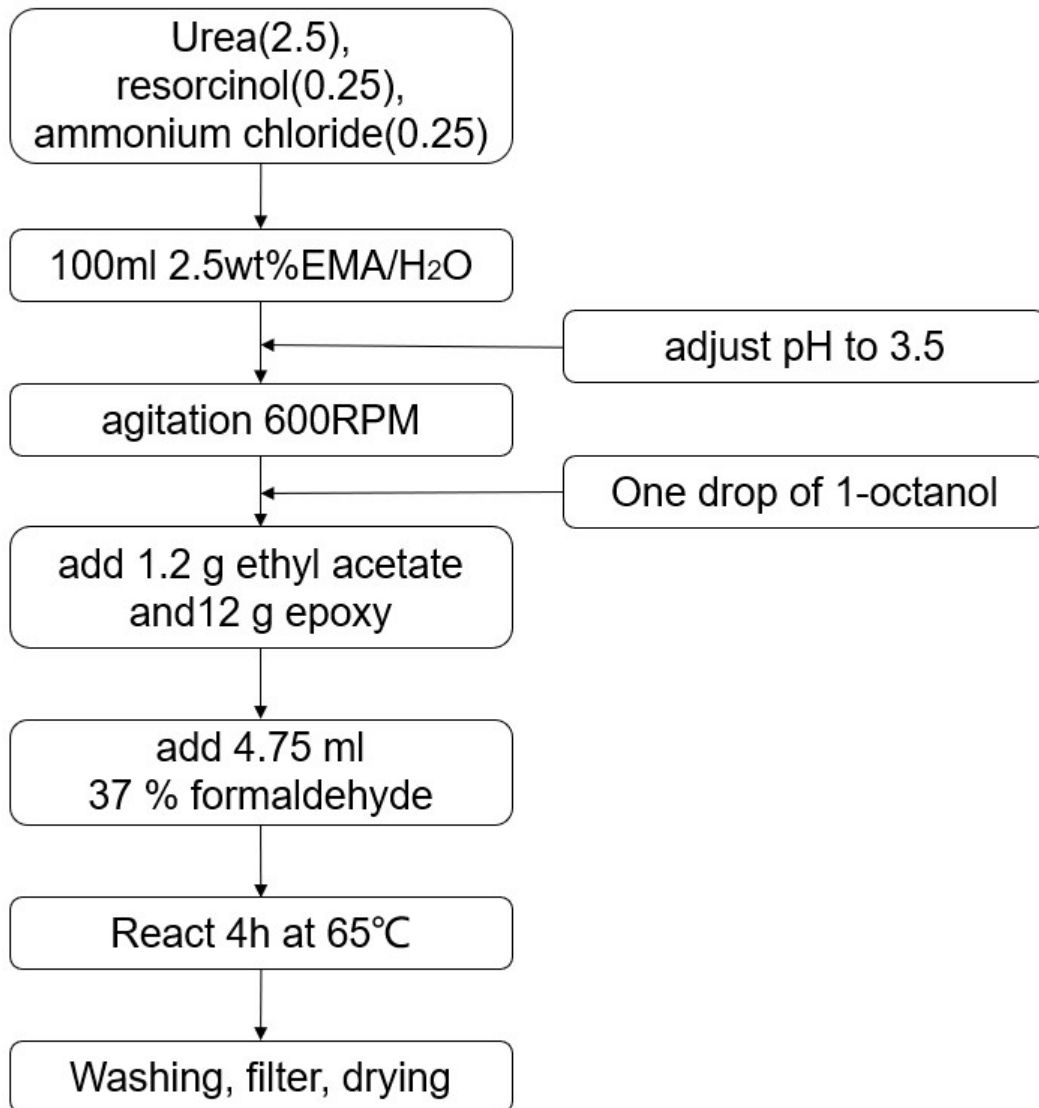 Urea(2.5),
resorcinol(0.25),
ammonium chloride(0.25)
100ml 2.5wt%EMA/H₂O
adjust pH to 3.5
agitation 600RPM
One drop of 1-octanol
add 1.2 g ethyl acetate
and12 g epoxy
add 4.75 ml
37 % formaldehyde
React 4h at 65℃
Washing, filter, drying